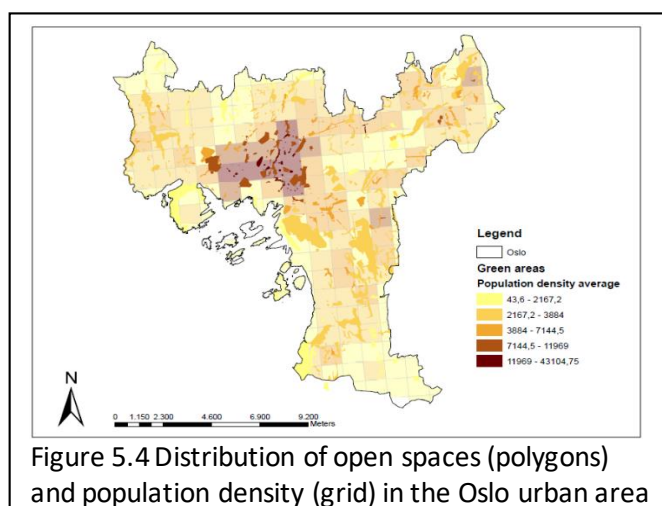 Legend
Oslo
Green areas
Population density average
43,6 - 2167,2
2167,2 - 3884
3884 - 7144,5
7144,5 - 11969
11969 - 43104,75
N
0 1.150 2.300 4.600 6.900 9.200
Meters
Figure 5.4 Distribution of open spaces (polygons)
and population density (grid) in the Oslo urban area